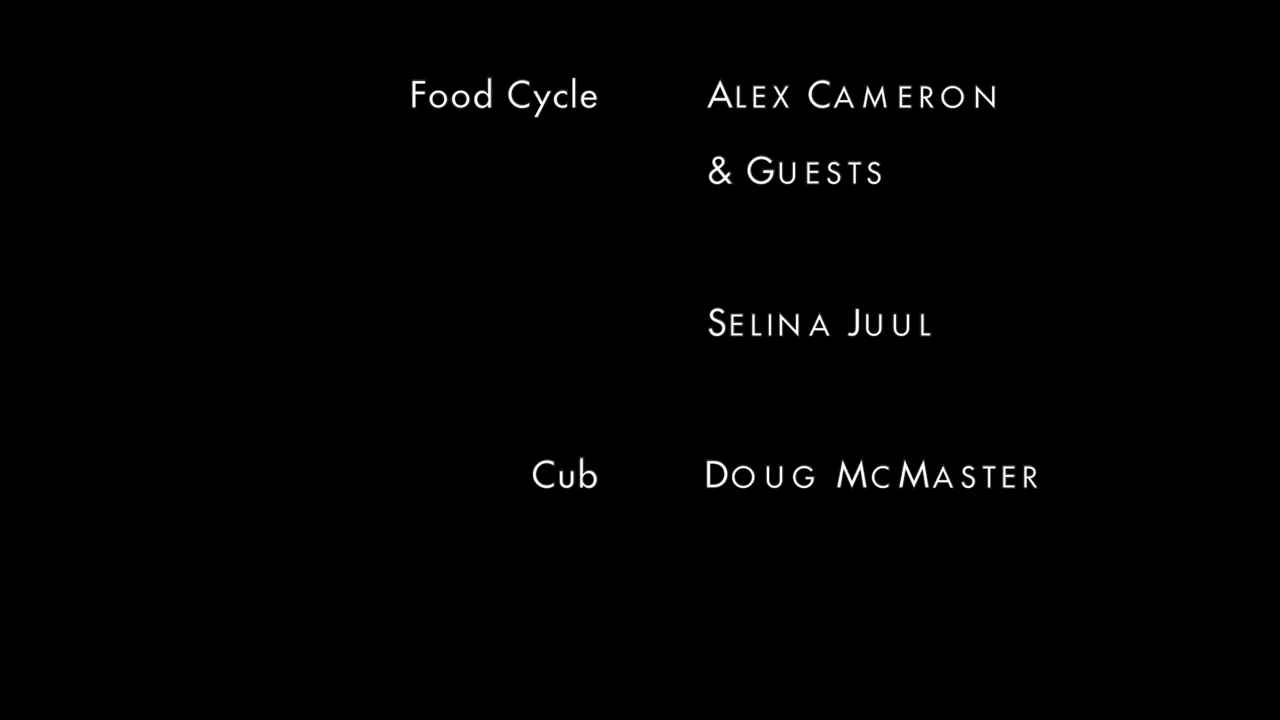 Food Cycle ALEX CAMERON
& GUESTS
SELINA JUUL
Cub DOUG MCMASTER